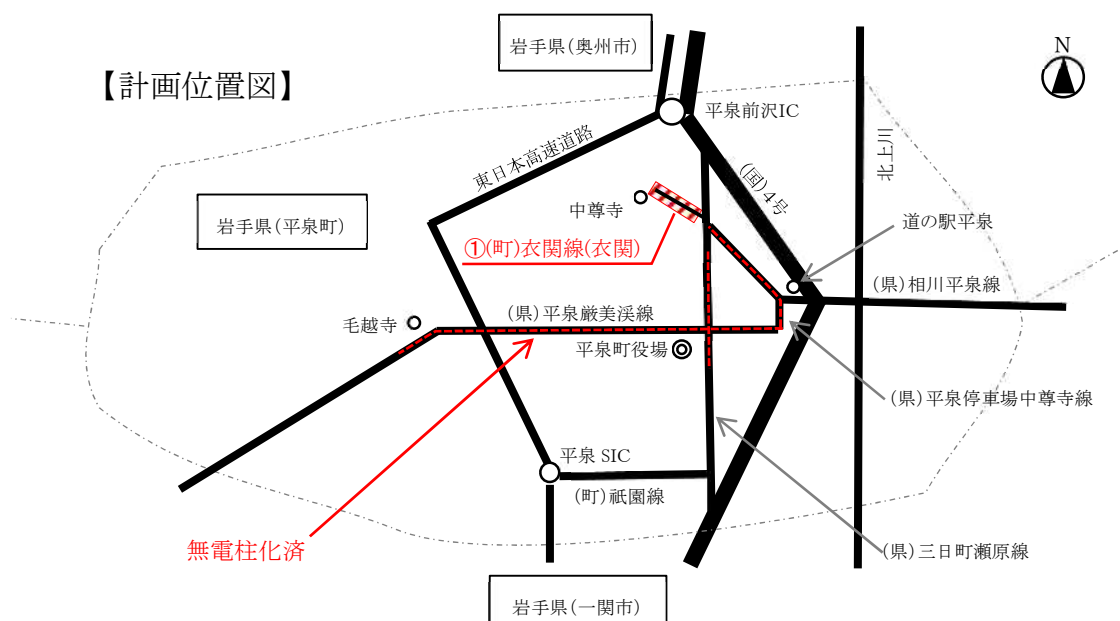 岩手県(奥州市)
N
【計画位置図】
平泉前沢IC
東日本高速道路
北上川
(国)4号
中尊寺
岩手県(平泉町)
道の駅平泉
①(町)衣関線(衣関)
(県)相川平泉線
(県)平泉厳美渓線
毛越寺
平泉町役場
(県)平泉停車場中尊寺線
平泉 SIC
(町)祇園線
無電柱化済
(県)三日町瀬原線
岩手県(一関市)